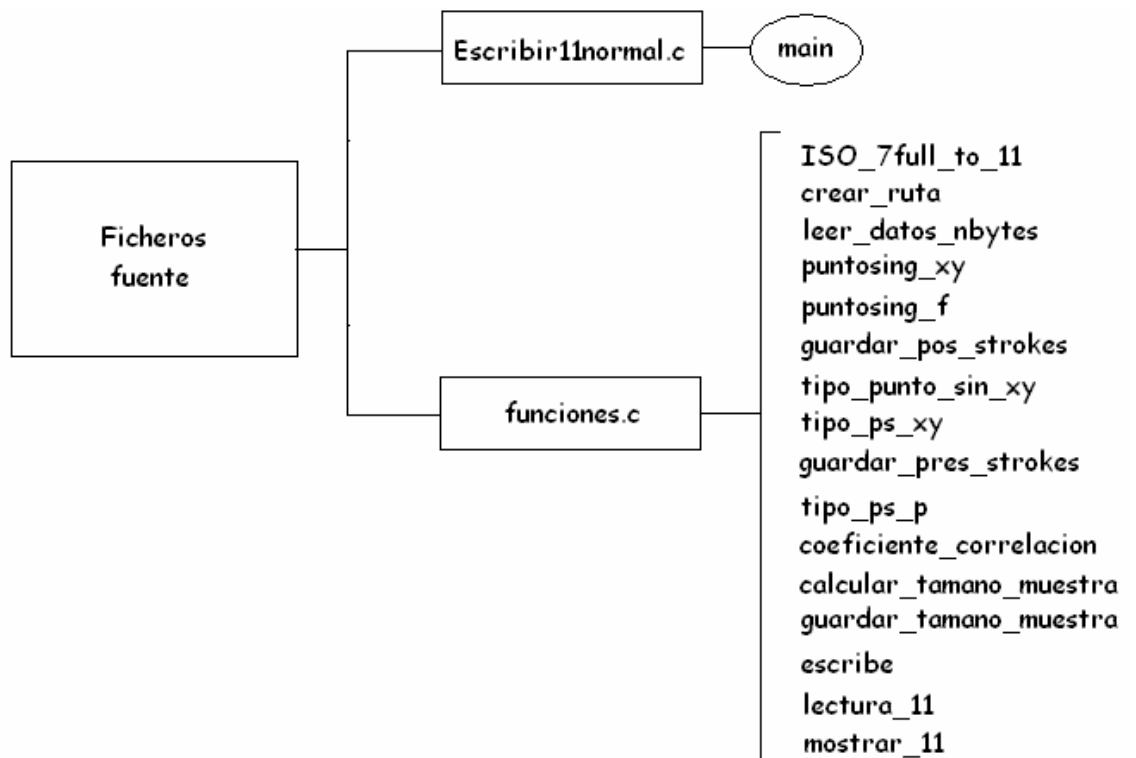 Escribir11normal.c
main
Ficheros
fuente
funciones.c
ISO_7full_to_11
crear_ruta
leer_datos_nbytes
puntosing_xy
puntosing_f
guardar_pos_strokes
tipo_punto_sin_xy
tipo_ps_xy
guardar_pres_strokes
tipo_ps_p
coeficiente_correlacion
calcular_tamano_muestra
guardar_tamano_muestra
escribe
lectura_11
mostrar_11